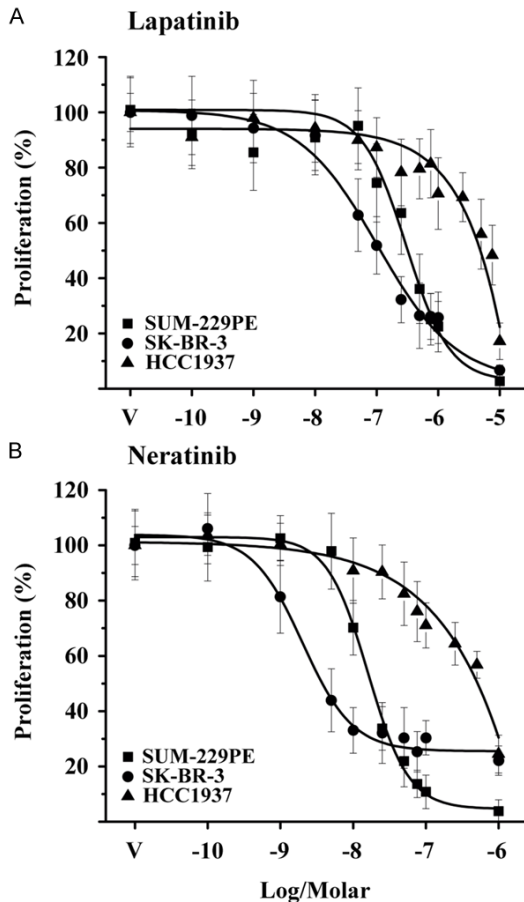 A
Lapatinib
Proliferation (%)
120
100
80
60
40
20
■ SUM-229PE
● SK-BR-3
▲ HCC1937
V -10 -9 -8 -7 -6 -5
B
Neratinib
Proliferation (%)
120
100
80
60
40
20
■ SUM-229PE
● SK-BR-3
▲ HCC1937
V -10 -9 -8 -7 -6
Log/Molar